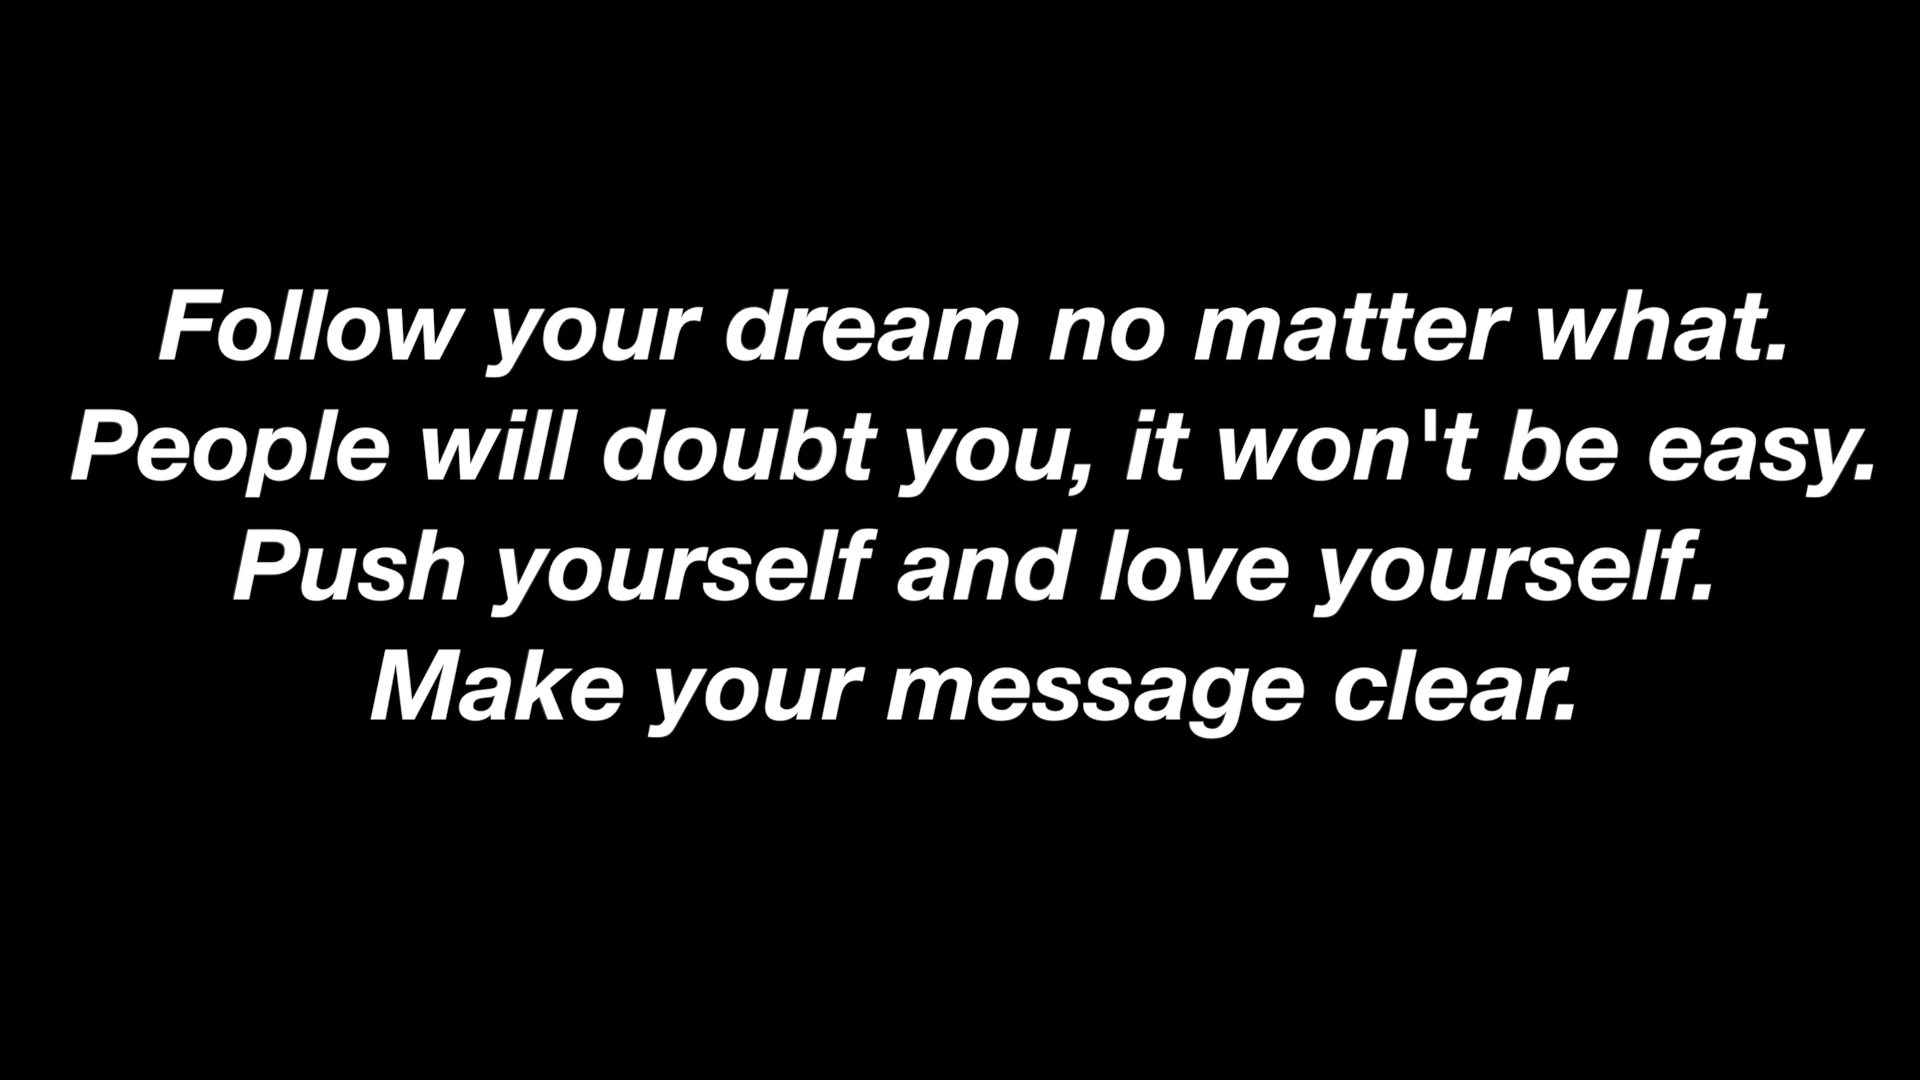 Follow your dream no matter what.
People will doubt you, it won't be easy.
Push yourself and love yourself.
Make your message clear.